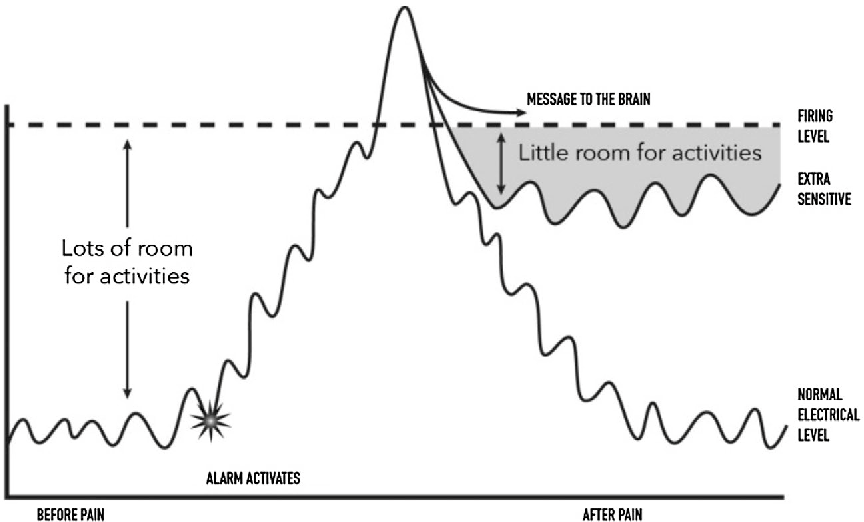 MESSAGE TO THE BRAIN
FIRING
LEVEL
Little room for activities
EXTRA
SENSITIVE
Lots of room
for activities
NORMAL
ELECTRICAL
LEVEL
ALARM ACTIVATES
BEFORE PAIN
AFTER PAIN